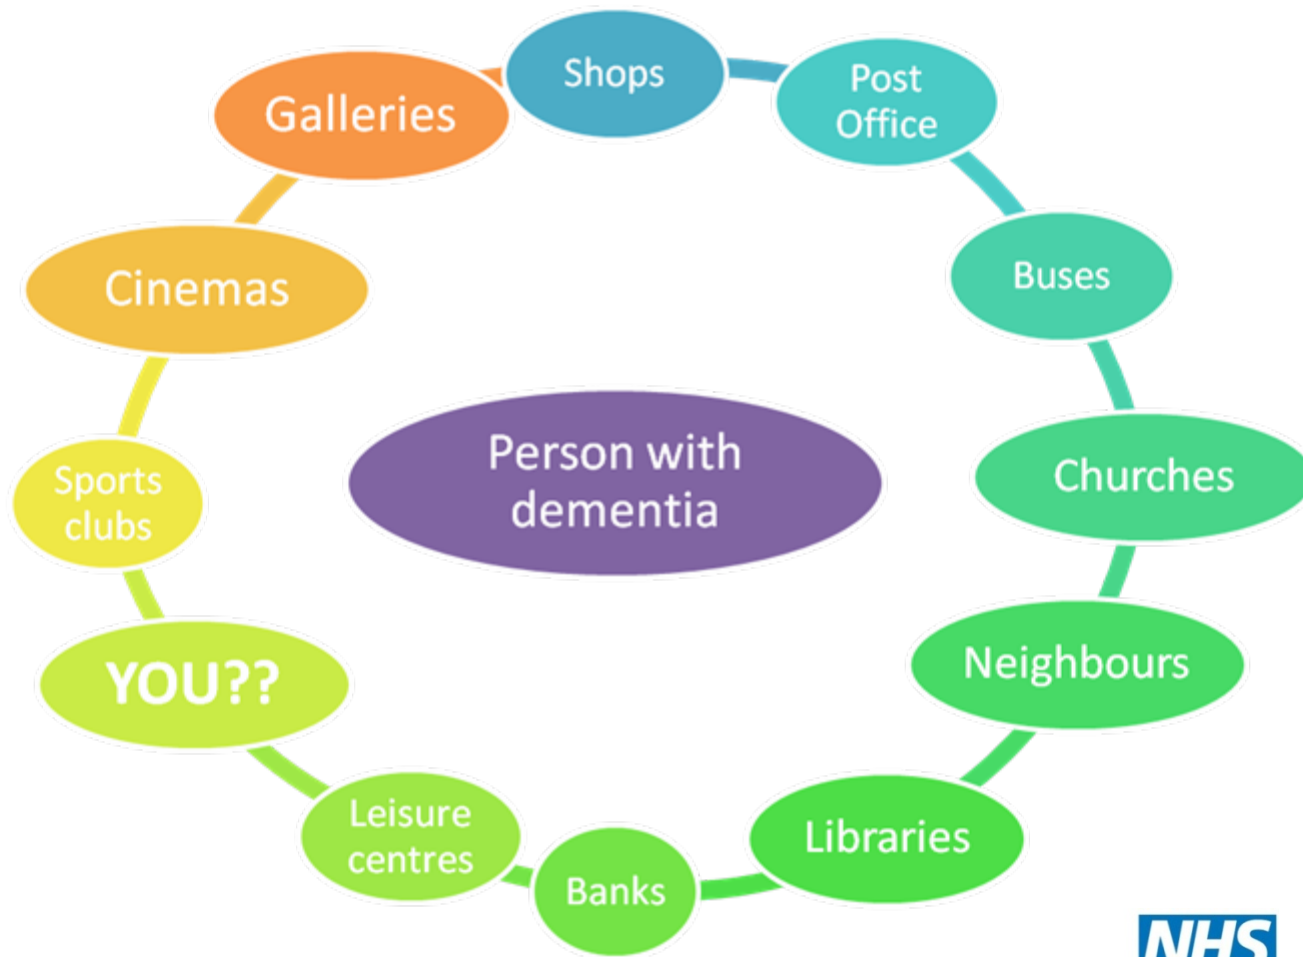 Shops
Post
Office
Buses
Churches
Neighbours
Libraries
Banks
Leisure
centres
YOU??
Sports
clubs
Cinemas
Galleries
Person with
dementia
NHS